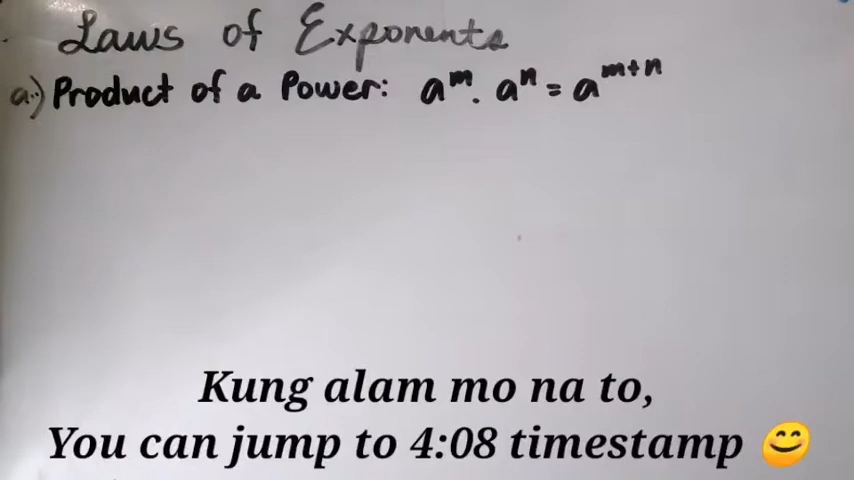 Laws of Exponents
a.) Product of a Power: aᵐ . aⁿ = aᵐ⁺ⁿ
Kung alam mo na to,
You can jump to 4:08 timestamp 😊